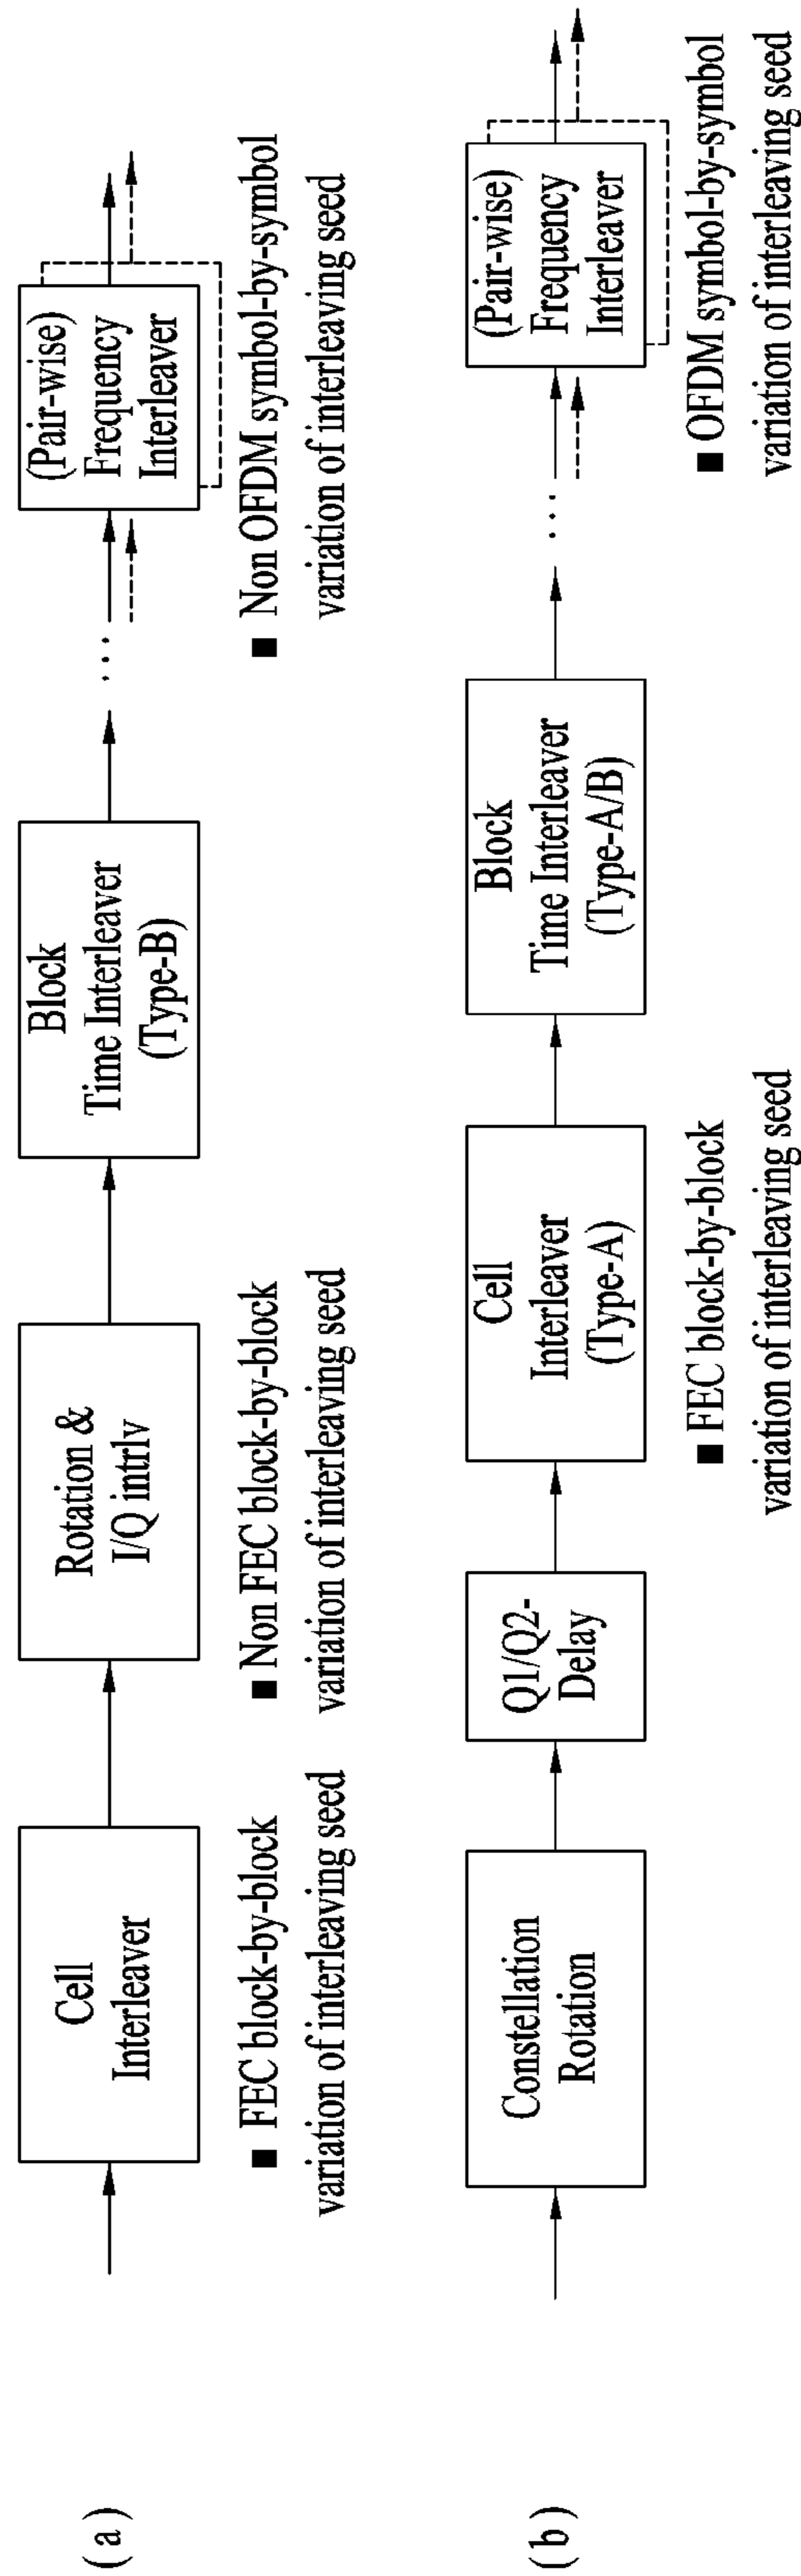 ( a )
Cell
Interleaver
■ FEC block-by-block
variation of interleaving seed
Rotation &
I/Q intrlv
■ Non FEC block-by-block
variation of interleaving seed
Block
Time Interleaver
(Type-B)
...
(Pair-wise)
Frequency
Interleaver
■ Non OFDM symbol-by-symbol
variation of interleaving seed
( b )
Constellation
Rotation
Q1/Q2-
Delay
Cell
Interleaver
(Type-A)
■ FEC block-by-block
variation of interleaving seed
Block
Time Interleaver
(Type-A/B)
...
(Pair-wise)
Frequency
Interleaver
■ OFDM symbol-by-symbol
variation of interleaving seed